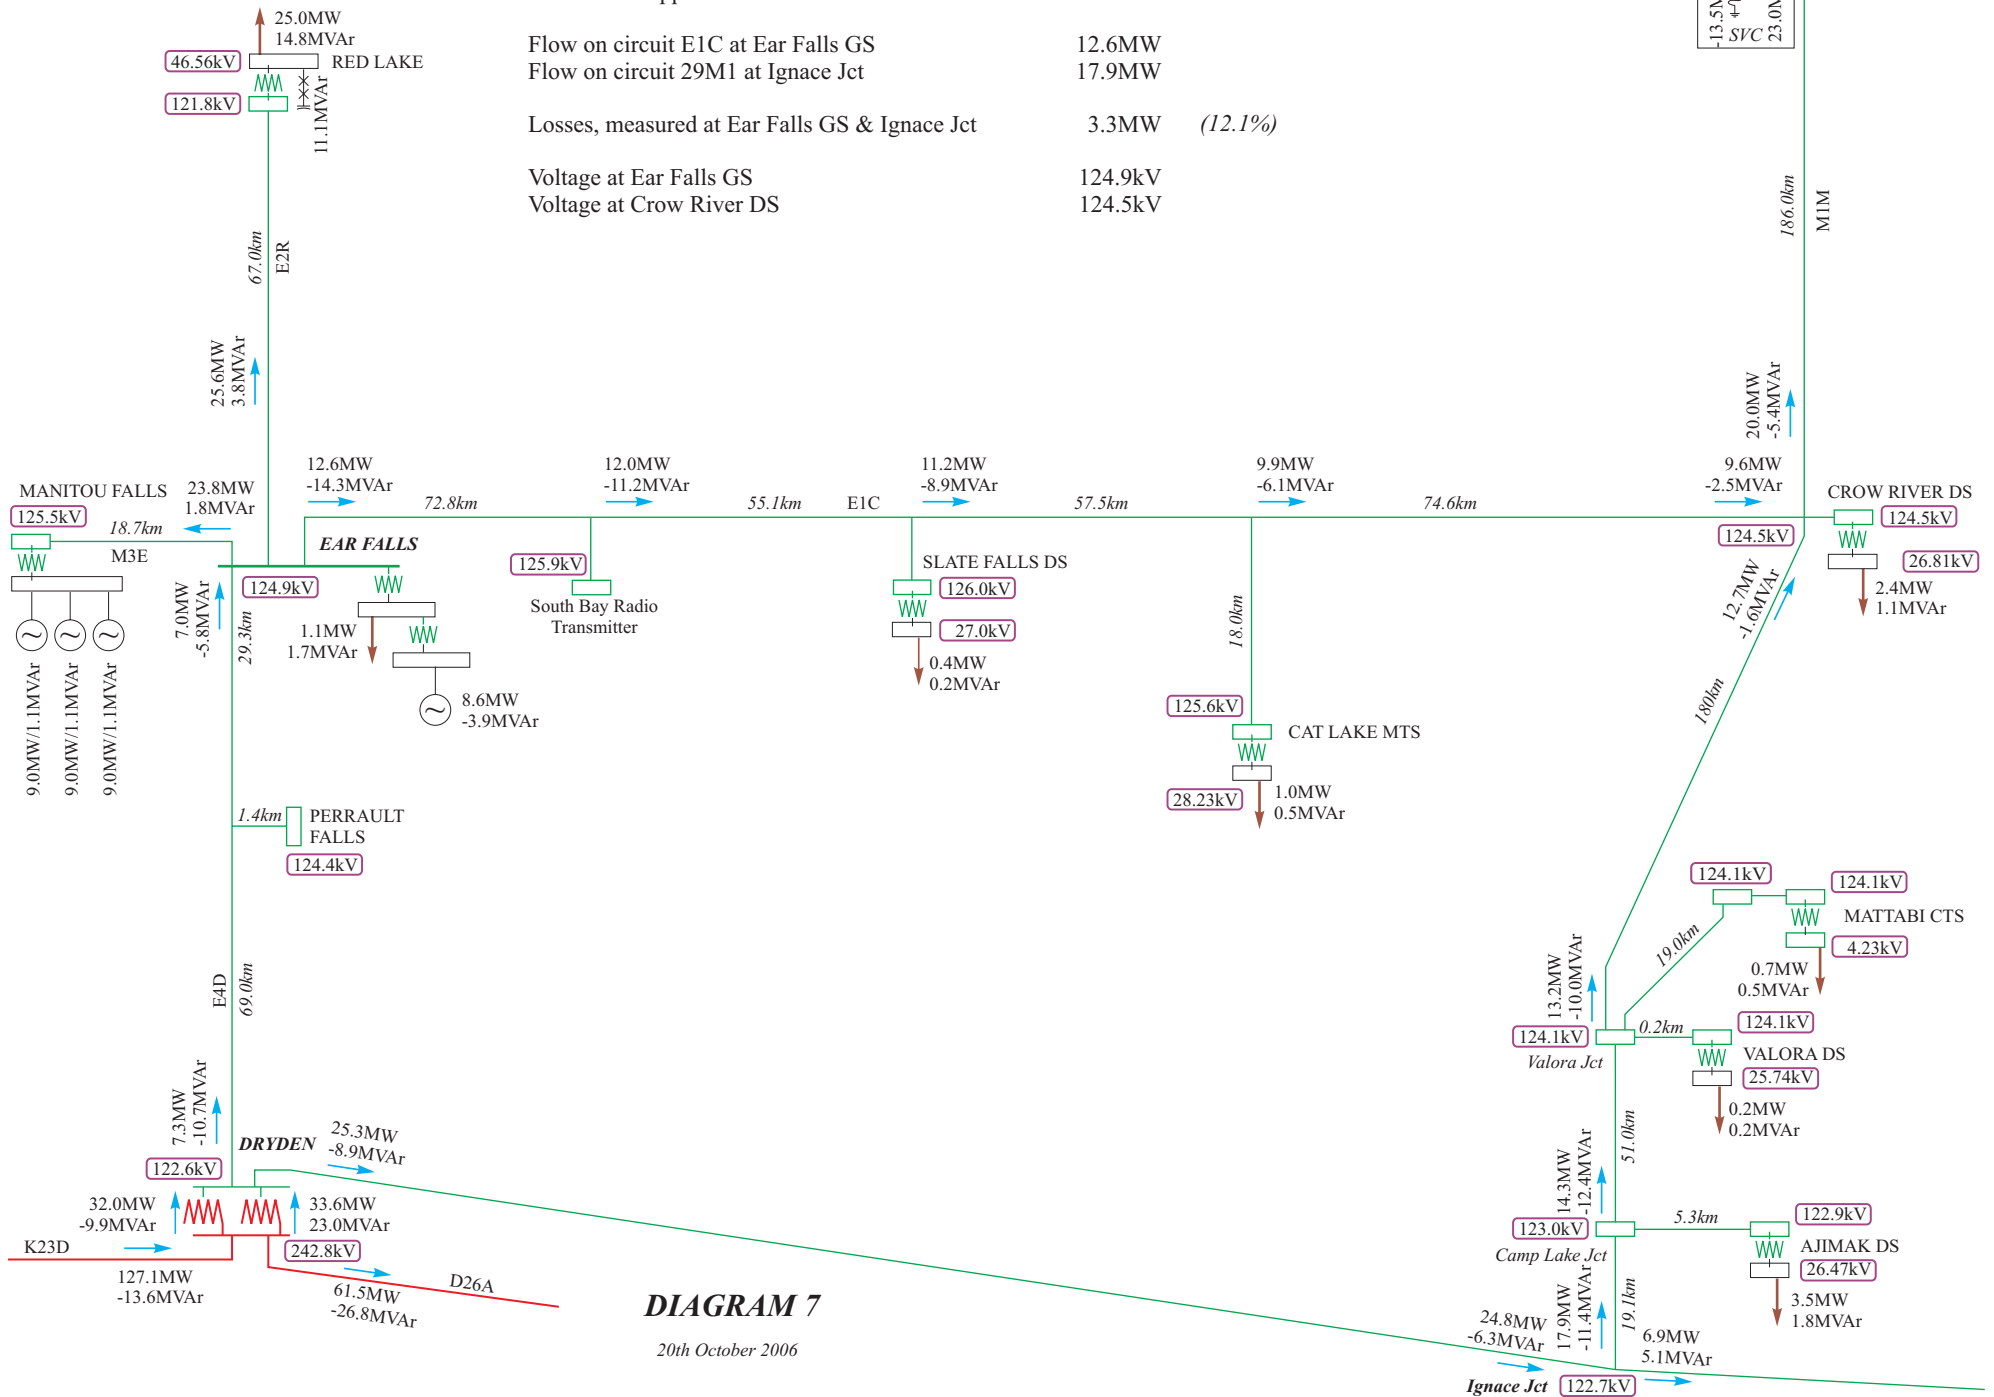 25.0MW
14.8MVAr
46.56kV
RED LAKE
121.8kV
11.1MVAr
67.0km
E2R
25.6MW
3.8MVAr
Flow on circuit E1C at Ear Falls GS 12.6MW
Flow on circuit 29M1 at Ignace Jct 17.9MW
Losses, measured at Ear Falls GS & Ignace Jct 3.3MW (12.1%)
Voltage at Ear Falls GS 124.9kV
Voltage at Crow River DS 124.5kV
SVC
186.0km
M1M
20.0MW
-5.4MVAr
MANITOU FALLS
125.5kV
23.8MW
1.8MVAr
18.7km
M3E
9.0MW/1.1MVAr
9.0MW/1.1MVAr
9.0MW/1.1MVAr
12.6MW
-14.3MVAr
72.8km
12.0MW
-11.2MVAr
55.1km
E1C
11.2MW
-8.9MVAr
57.5km
9.9MW
-6.1MVAr
74.6km
9.6MW
-2.5MVAr
CROW RIVER DS
124.5kV
124.5kV
26.81kV
2.4MW
1.1MVAr
EAR FALLS
124.9kV
7.0MW
-5.8MVAr
29.3km
1.1MW
1.7MVAr
8.6MW
-3.9MVAr
125.9kV
South Bay Radio
Transmitter
SLATE FALLS DS
126.0kV
27.0kV
0.4MW
0.2MVAr
18.0km
125.6kV
CAT LAKE MTS
28.23kV
1.0MW
0.5MVAr
12.7MW
-1.6MVAr
180km
1.4km
PERRAULT
FALLS
124.4kV
E4D
69.0km
124.1kV
124.1kV
MATTABI CTS
4.23kV
19.0km
0.7MW
0.5MVAr
13.2MW
-10.0MVAr
124.1kV
Valora Jct
0.2km
124.1kV
VALORA DS
25.74kV
0.2MW
0.2MVAr
51.0km
14.3MW
-12.4MVAr
7.3MW
-10.7MVAr
DRYDEN
25.3MW
-8.9MVAr
122.6kV
32.0MW
-9.9MVAr
33.6MW
23.0MVAr
K23D
242.8kV
127.1MW
-13.6MVAr
61.5MW
-26.8MVAr
D26A
123.0kV
Camp Lake Jct
5.3km
122.9kV
AJIMAK DS
26.47kV
3.5MW
1.8MVAr
17.9MW
-11.4MVAr
19.1km
DIAGRAM 7
20th October 2006
24.8MW
-6.3MVAr
6.9MW
5.1MVAr
Ignace Jct
122.7kV